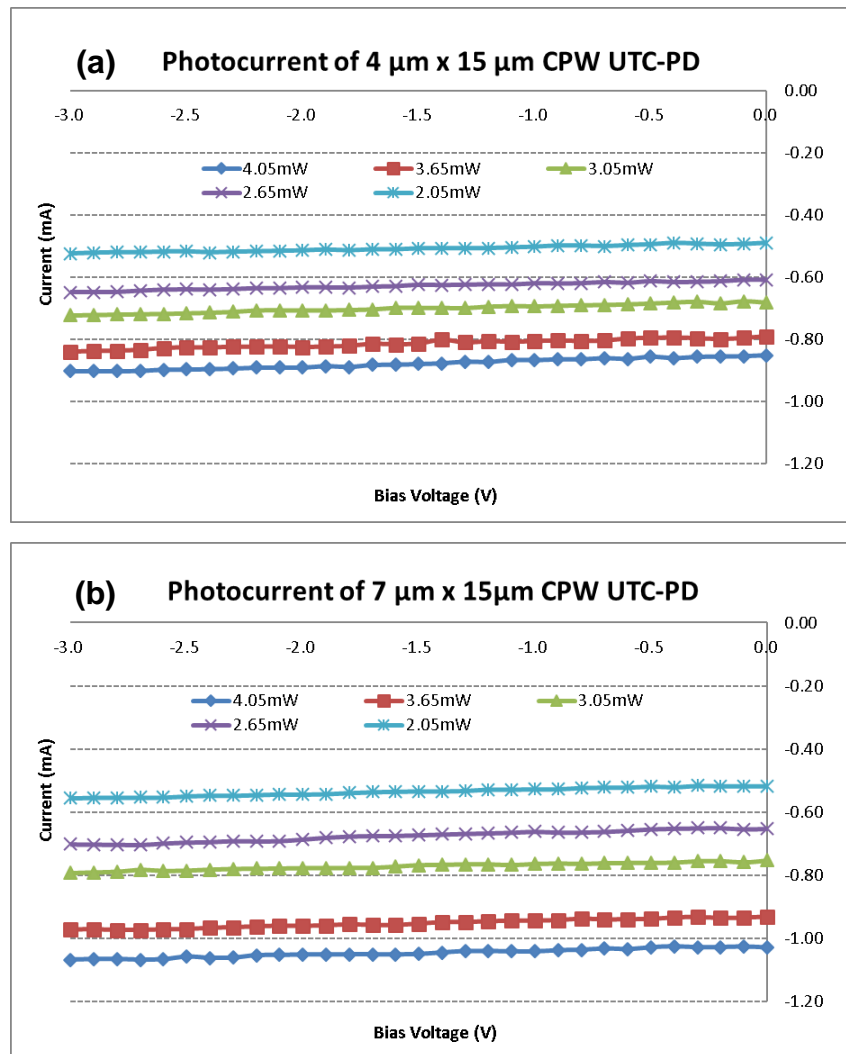 (a) Photocurrent of 4 µm x 15 µm CPW UTC-PD
0.00
-3.0 -2.5 -2.0 -1.5 -1.0 -0.5 0.0
-0.20
4.05mW 3.65mW 3.05mW
2.65mW 2.05mW
-0.40
Current (mA)
-0.60
-0.80
-1.00
-1.20
Bias Voltage (V)
(b) Photocurrent of 7 µm x 15µm CPW UTC-PD
0.00
-3.0 -2.5 -2.0 -1.5 -1.0 -0.5 0.0
-0.20
4.05mW 3.65mW 3.05mW
2.65mW 2.05mW
-0.40
Current (mA)
-0.60
-0.80
-1.00
-1.20
Bias Voltage (V)